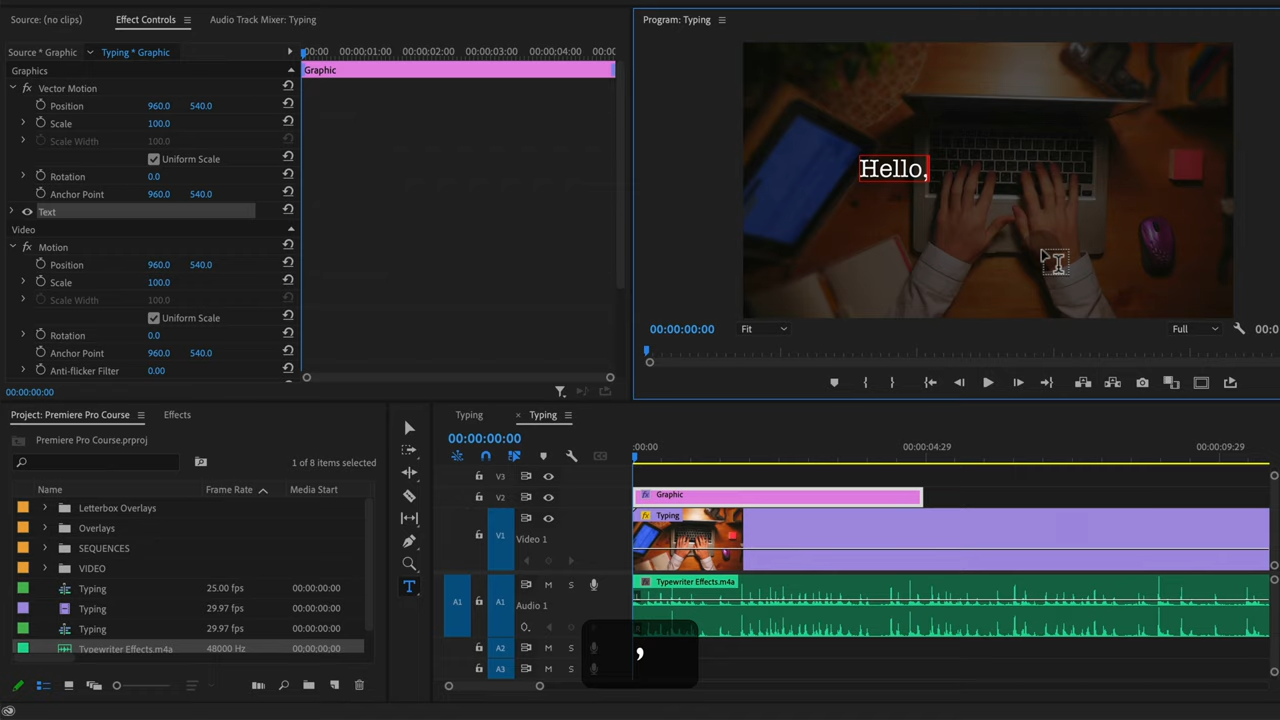 Source: (no clips)
Effect Controls
Audio Track Mixer: Typing
Program: Typing
Source * Graphic
Typing * Graphic
00:00
00:00:01:00
00:00:02:00
00:00:03:00
00:00:04:00
00:00
Graphics
Graphic
fx Vector Motion
Position 960.0 540.0
Scale 100.0
Scale Width 100.0
Uniform Scale
Rotation 0.0
Anchor Point 960.0 540.0
Text
Video
fx Motion
Position 960.0 540.0
Scale 100.0
Scale Width 100.0
Uniform Scale
Rotation 0.0
Anchor Point 960.0 540.0
Anti-flicker Filter 0.00
00:00:00:00
Hello,
00:00:00:00
Fit
Full
00:0
Project: Premiere Pro Course
Effects
Premiere Pro Course.prproj
1 of 8 items selected
Name Frame Rate Media Start
Letterbox Overlays
Overlays
SEQUENCES
VIDEO
Typing 25.00 fps 00:00:00:00
Typing 29.97 fps 00:00:00:00
Typing 29.97 fps 00:00:00:00
Typewriter Effects.m4a 48000 Hz 00:00:00:00
T
Typing
× Typing
00:00:00:00
:00:00
00:00:04:29
00:00:09:29
CC
V3
V2
fx Graphic
V1
Video 1
fx Typing
A1
A1
M S
Audio 1
fx Typewriter Effects.m4a
A2 M S
A3 M S
,